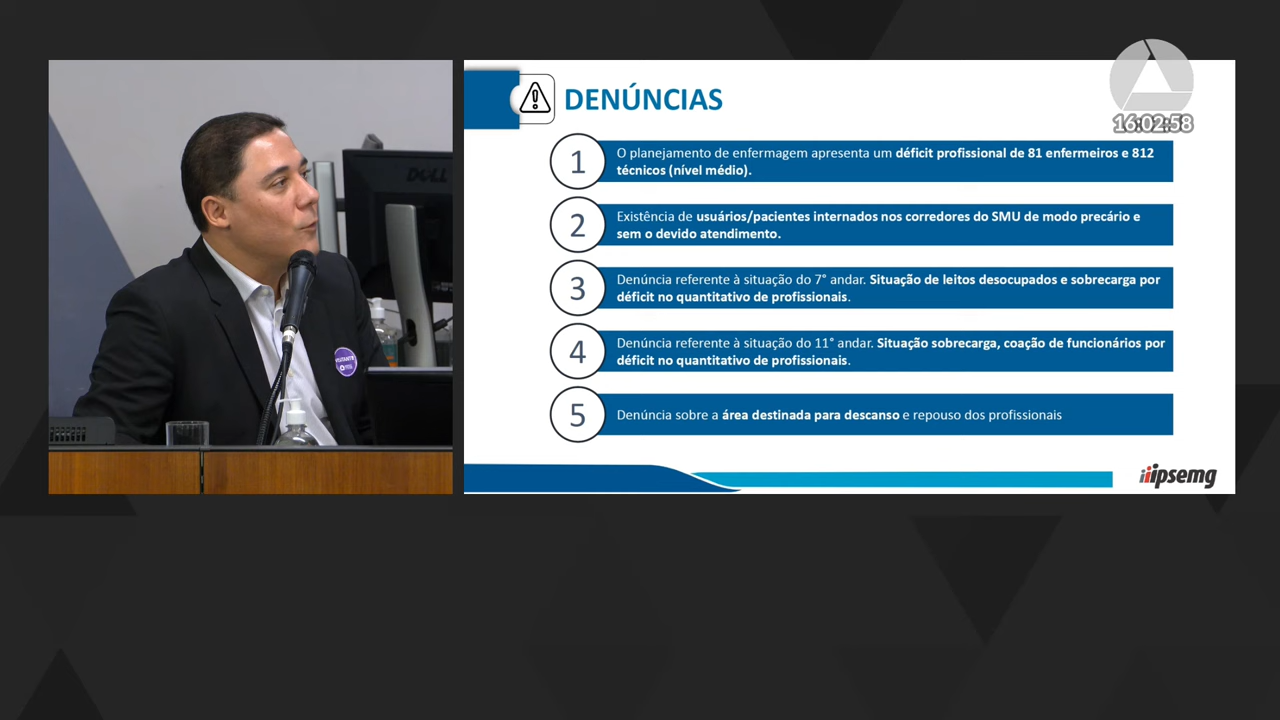 DELL
VISITANTE
DENÚNCIAS
16:02:58
1
O planejamento de enfermagem apresenta um déficit profissional de 81 enfermeiros e 812
técnicos (nível médio).
2
Existência de usuários/pacientes internados nos corredores do SMU de modo precário e
sem o devido atendimento.
3
Denúncia referente à situação do 7° andar. Situação de leitos desocupados e sobrecarga por
déficit no quantitativo de profissionais.
4
Denúncia referente à situação do 11° andar. Situação sobrecarga, coação de funcionários por
déficit no quantitativo de profissionais.
5
Denúncia sobre a área destinada para descanso e repouso dos profissionais
ipsemg